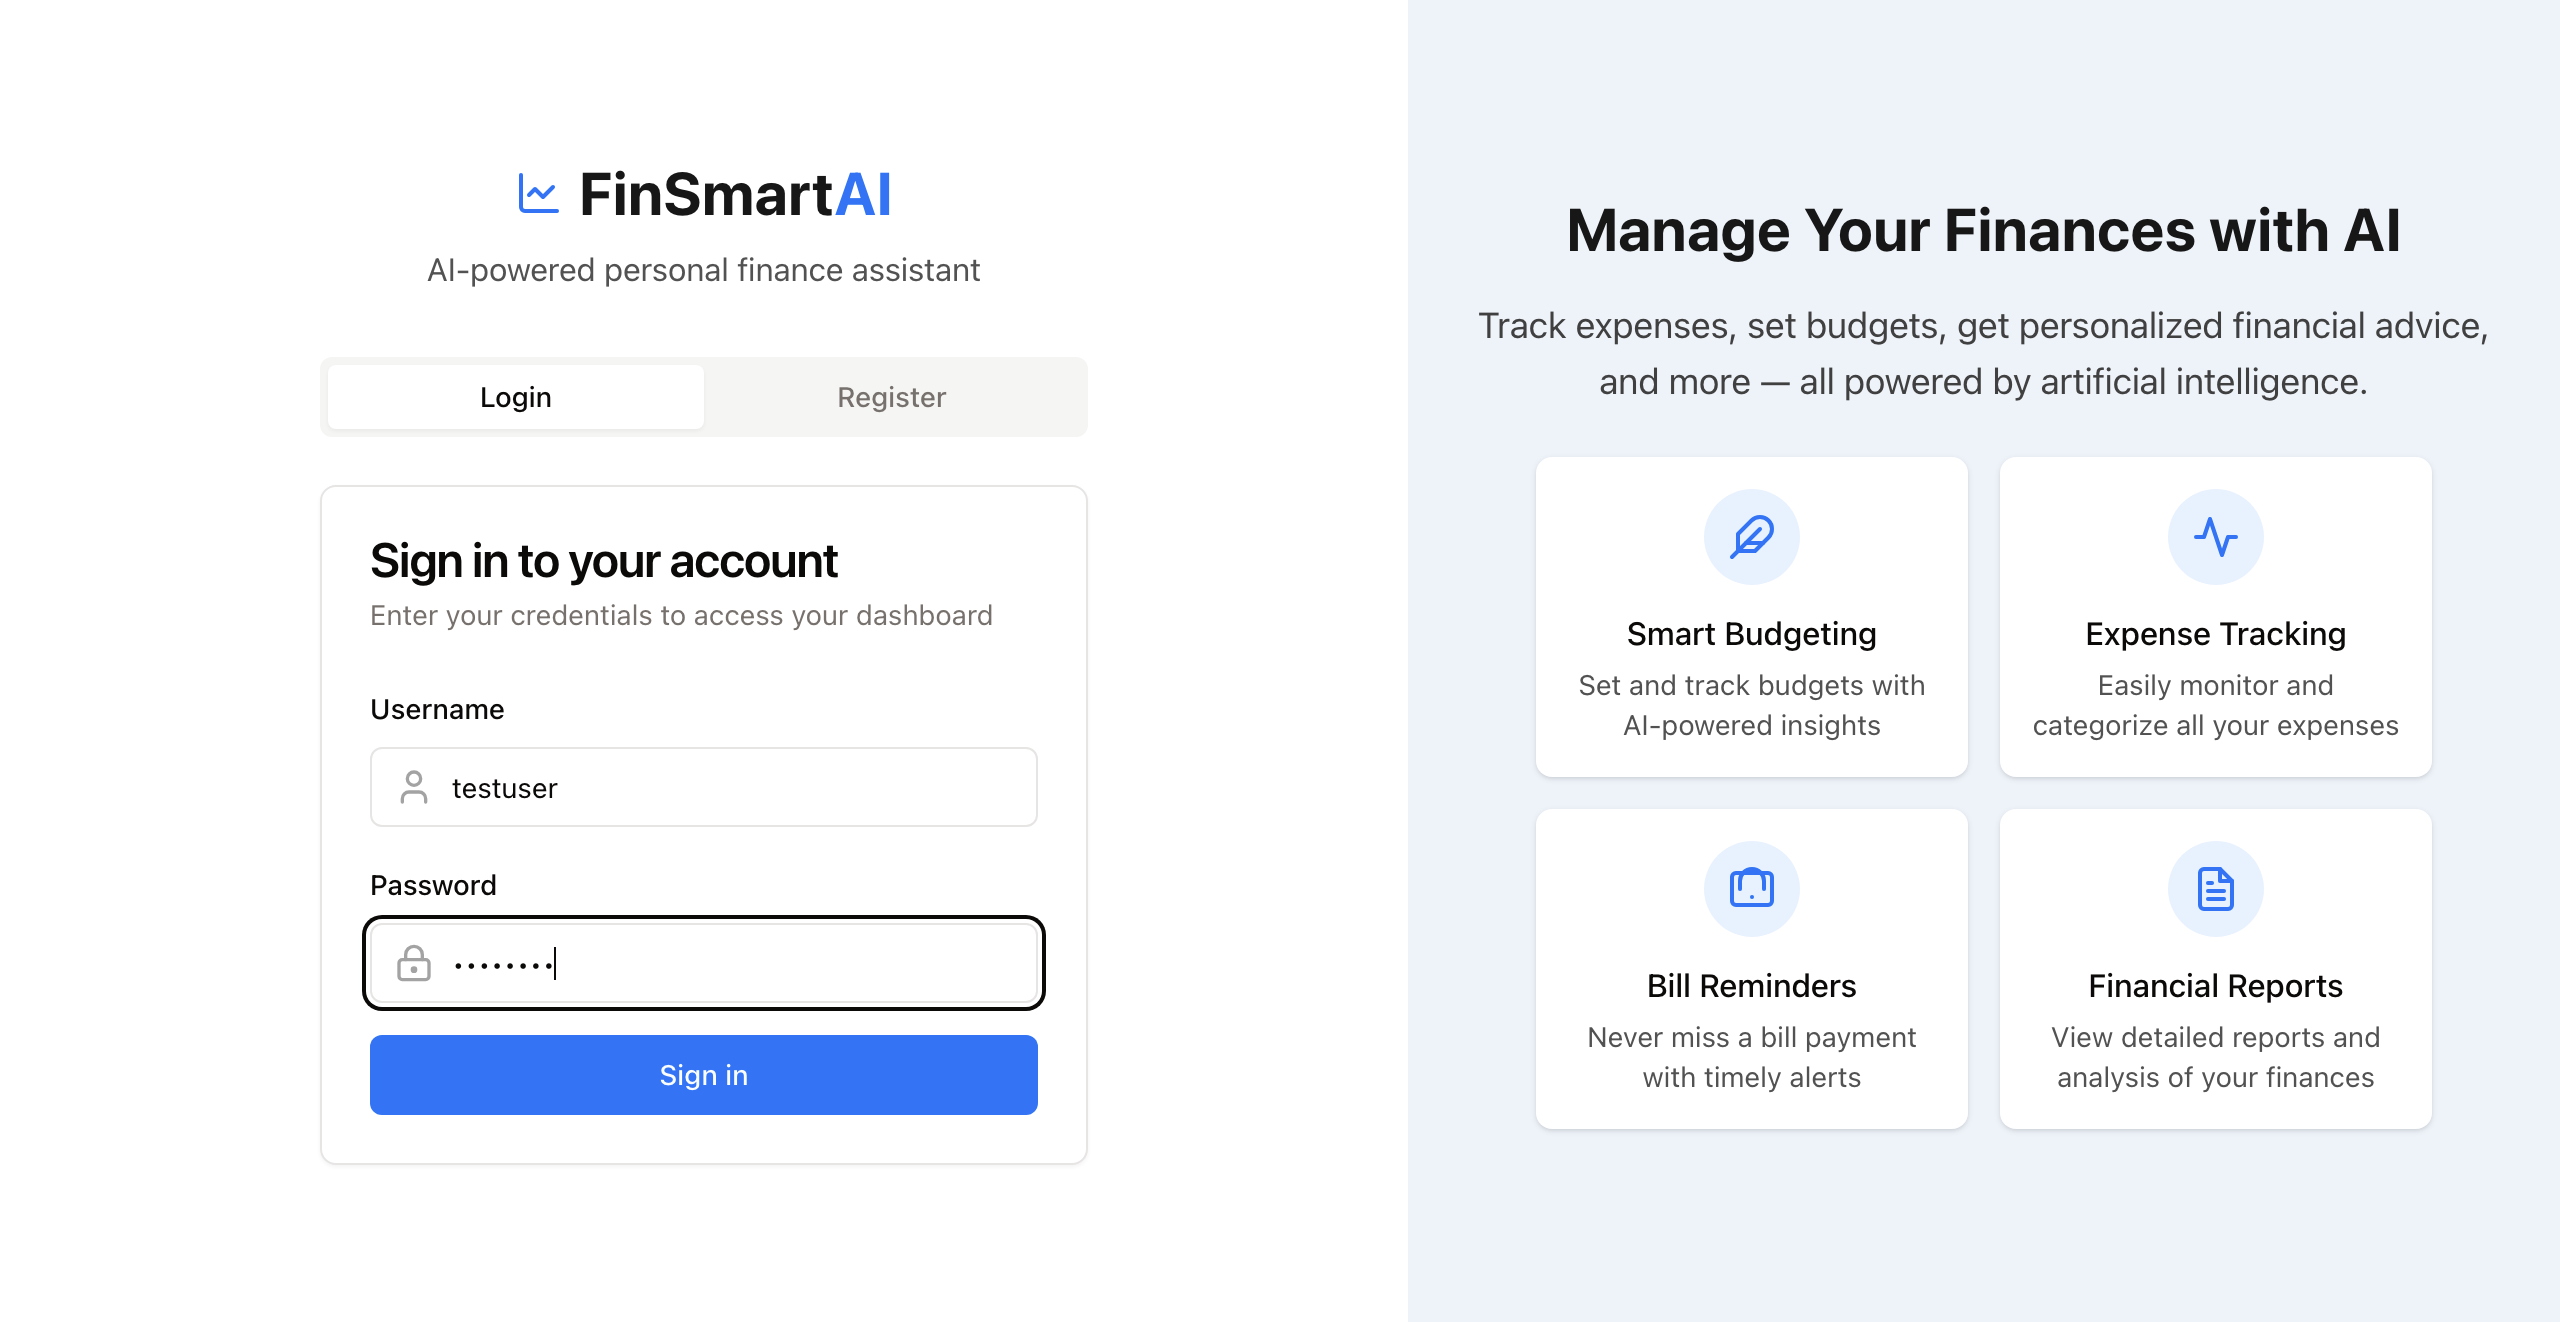 FinSmartAI
AI-powered personal finance assistant
Login
Register
Sign in to your account
Enter your credentials to access your dashboard
Username
testuser
Password
••••••••
Sign in
Manage Your Finances with AI
Track expenses, set budgets, get personalized financial advice,
and more — all powered by artificial intelligence.
Smart Budgeting
Set and track budgets with
AI-powered insights
Expense Tracking
Easily monitor and
categorize all your expenses
Bill Reminders
Never miss a bill payment
with timely alerts
Financial Reports
View detailed reports and
analysis of your finances